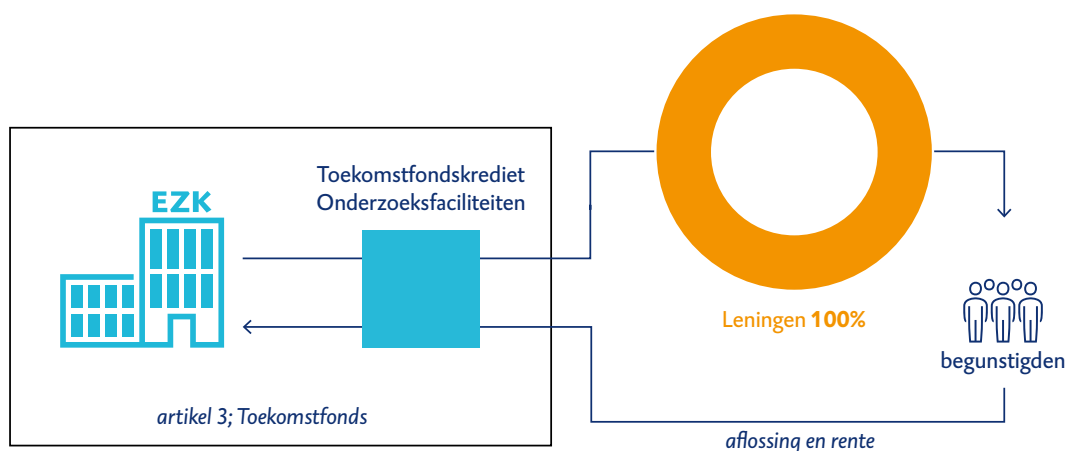 Toekomstfondskrediet
Onderzoeksfaciliteiten
EZK
Leningen 100%
begunstigden
artikel 3; Toekomstfonds
aflossing en rente